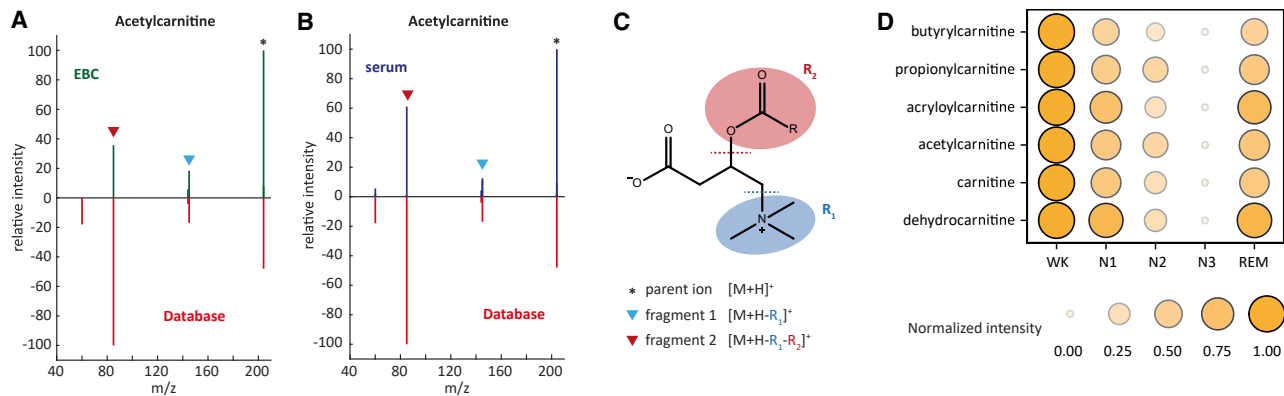 A
Acetylcarnitine
EBC
*
100
80
60
40
20
0
-20
-40
-60
-80
-100
relative intensity
Database
40
80
120
160
200
m/z
B
Acetylcarnitine
serum
*
100
80
60
40
20
0
-20
-40
-60
-80
-100
relative intensity
Database
40
80
120
160
200
m/z
C
R₂
O
O
R
O
⁻O
N
+
R₁
* parent ion [M+H]⁺
fragment 1 [M+H-R₁]⁺
fragment 2 [M+H-R₁-R₂]⁺
D
butyrylcarnitine
propionylcarnitine
acryloylcarnitine
acetylcarnitine
carnitine
dehydrocarnitine
WK N1 N2 N3 REM
Normalized intensity
0.00 0.25 0.50 0.75 1.00